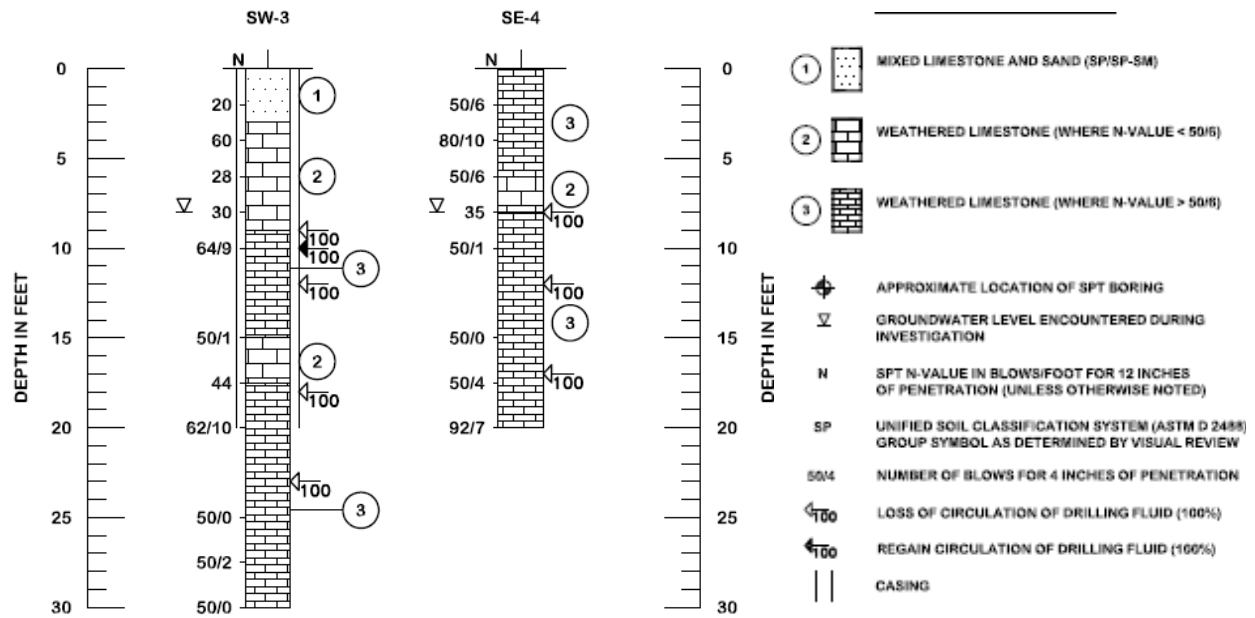 SW-3
SE-4
N
N
0
5
10
15
20
25
30
DEPTH IN FEET
20
60
28
30
64/9
50/1
44
62/10
50/0
50/2
50/0
1
2
100
100
3
100
2
100
100
3
50/6
80/10
50/6
35
50/1
50/0
50/4
92/7
3
2
100
100
3
100
DEPTH IN FEET
0
5
10
15
20
25
30
1 MIXED LIMESTONE AND SAND (SP/SP-SM)
2 WEATHERED LIMESTONE (WHERE N-VALUE < 50/6)
3 WEATHERED LIMESTONE (WHERE N-VALUE > 50/6)
APPROXIMATE LOCATION OF SPT BORING
GROUNDWATER LEVEL ENCOUNTERED DURING
INVESTIGATION
N SPT N-VALUE IN BLOWS/FOOT FOR 12 INCHES
OF PENETRATION (UNLESS OTHERWISE NOTED)
SP UNIFIED SOIL CLASSIFICATION SYSTEM (ASTM D 2488)
GROUP SYMBOL AS DETERMINED BY VISUAL REVIEW
50/4 NUMBER OF BLOWS FOR 4 INCHES OF PENETRATION
100 LOSS OF CIRCULATION OF DRILLING FLUID (100%)
100 REGAIN CIRCULATION OF DRILLING FLUID (100%)
CASING